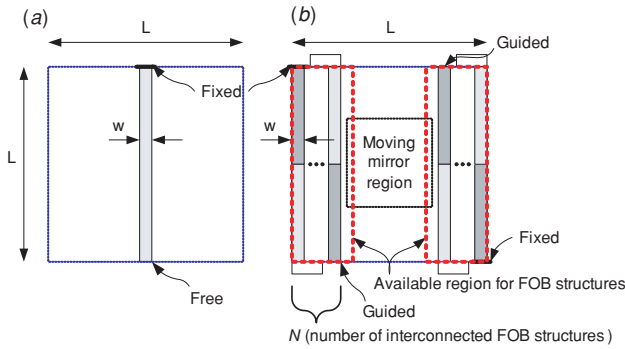 (a)
L
L
w
Fixed
Free
(b)
L
Guided
w
Moving
mirror
region
Fixed
Available region for FOB structures
Guided
N (number of interconnected FOB structures )